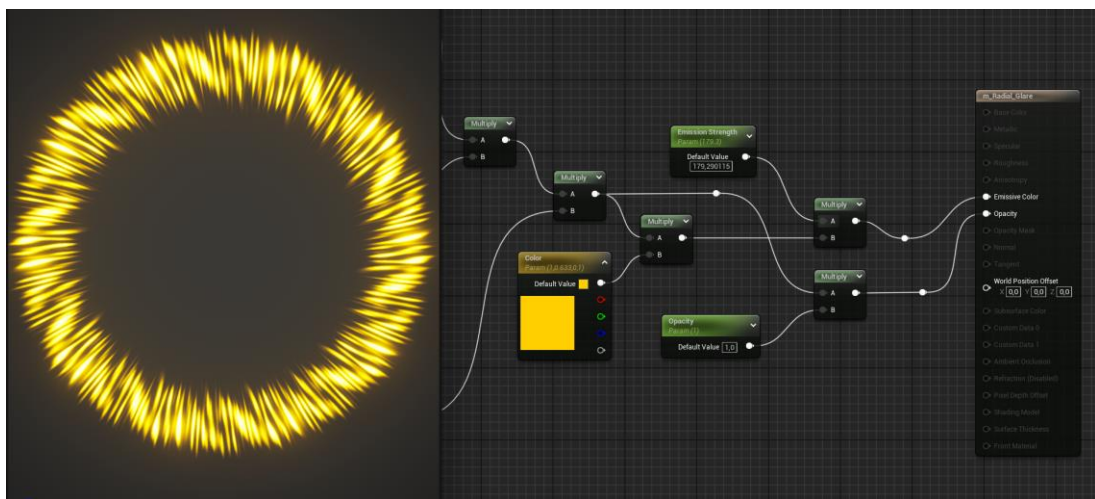 Multiply
A
B
Multiply
A
B
Color
Param (1,0.633,0,1)
Default Value
Multiply
A
B
Emission Strength
Param (179.3)
Default Value
179,290115
Opacity
Param (1)
Default Value 1,0
Multiply
A
B
Multiply
A
B
m_Radial_Glare
Base Color
Metallic
Specular
Roughness
Anisotropy
Emissive Color
Opacity
Opacity Mask
Normal
Tangent
World Position Offset
X 0,0 Y 0,0 Z 0,0
Subsurface Color
Custom Data 0
Custom Data 1
Ambient Occlusion
Refraction (Disabled)
Pixel Depth Offset
Shading Model
Surface Thickness
Front Material